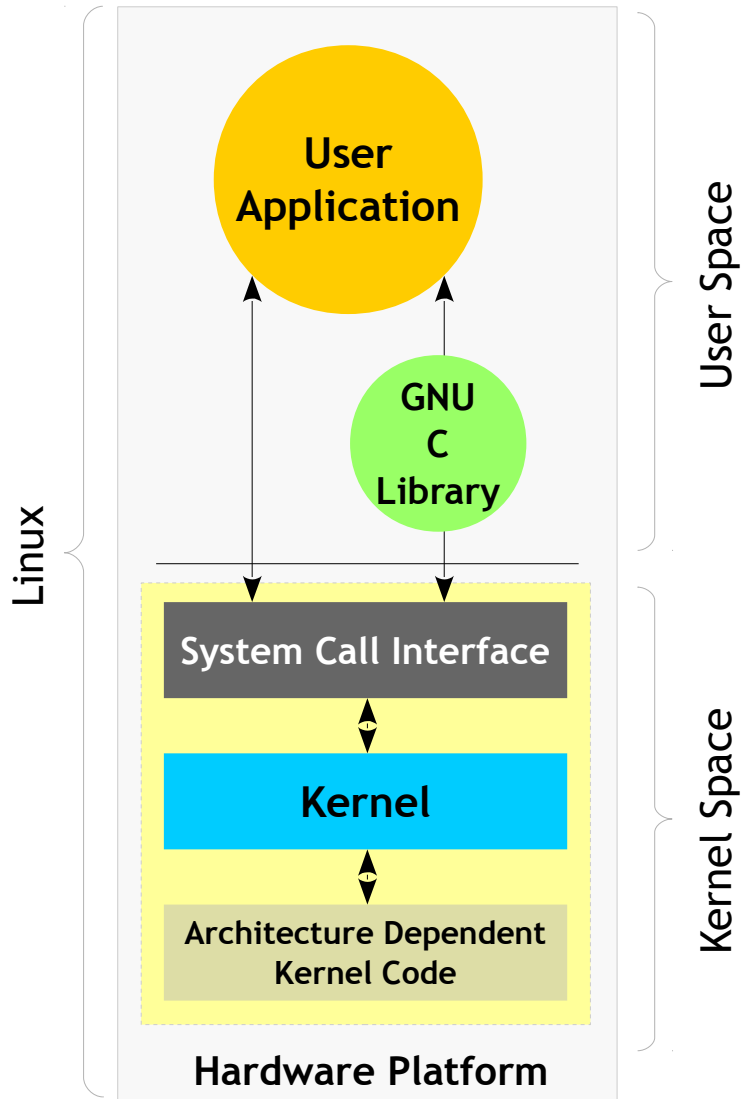 User
Application
GNU
C
Library
System Call Interface
Kernel
Architecture Dependent
Kernel Code
Hardware Platform
Linux
User Space
Kernel Space